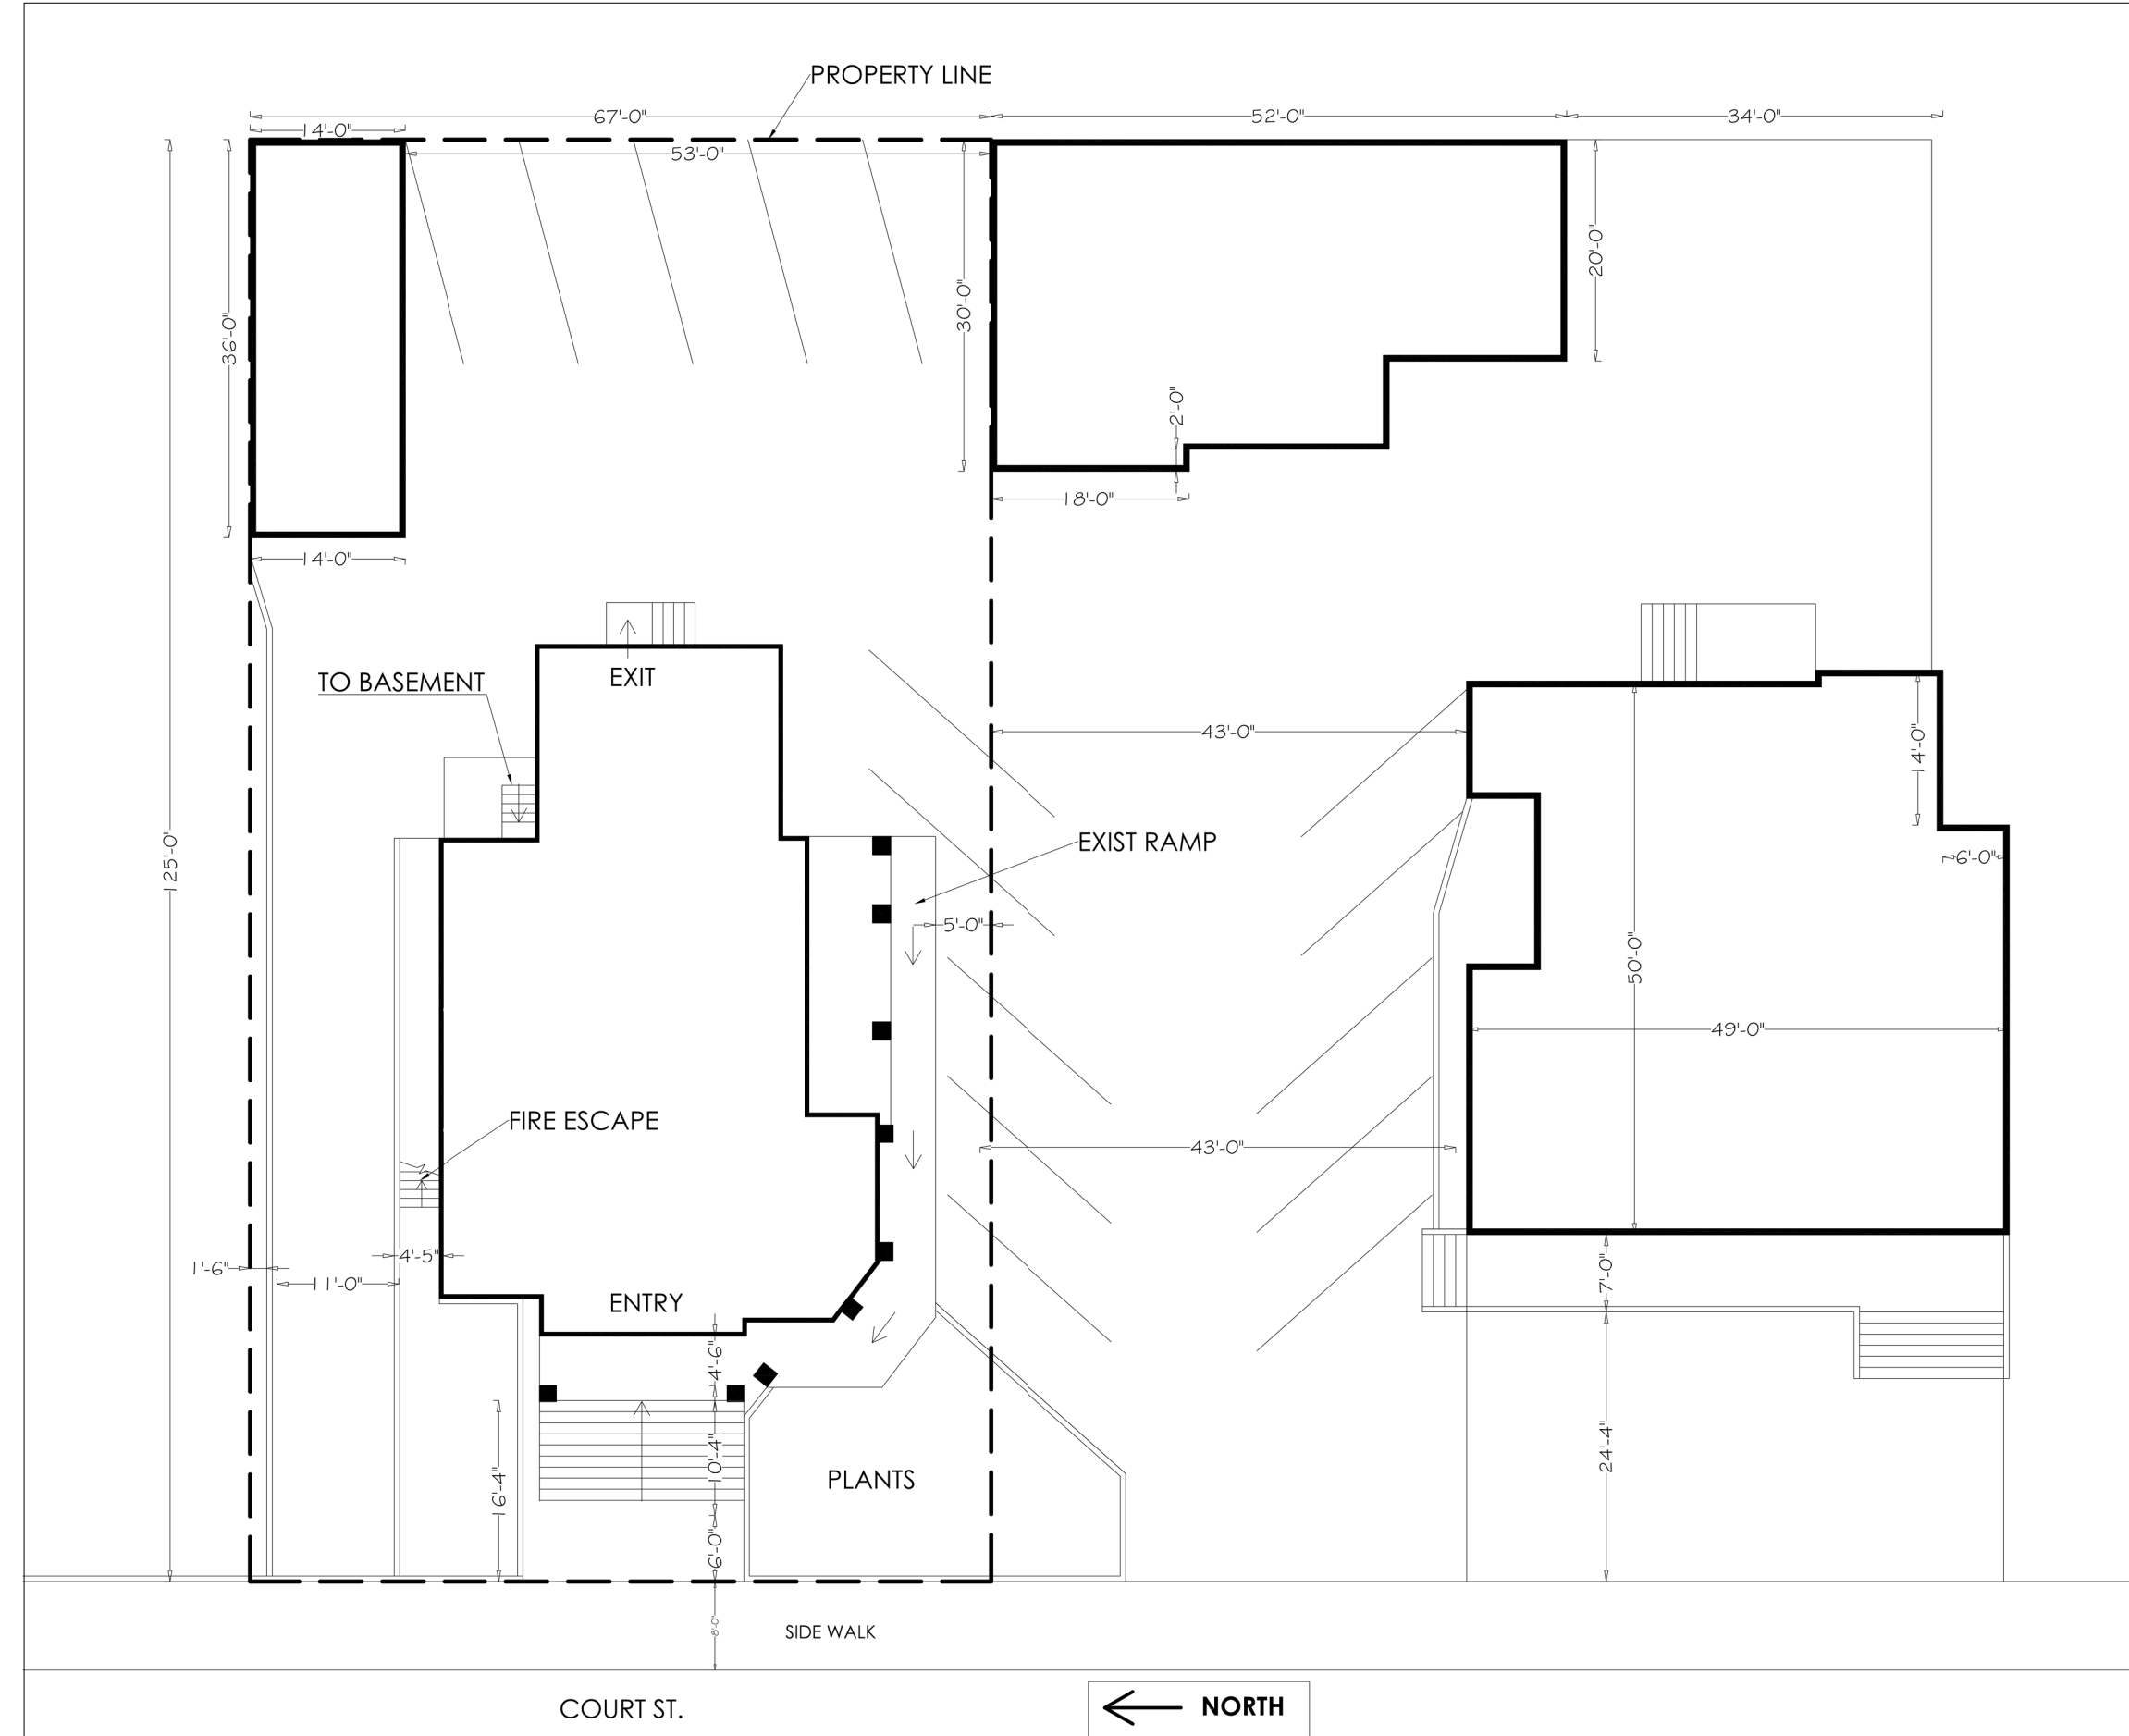 PROPERTY LINE
67'-0"
52'-0"
34'-0"
14'-0"
53'-0"
20'-0"
30'-0"
36'-0"
2'-0"
18'-0"
14'-0"
EXIT
TO BASEMENT
43'-0"
14'-0"
125'-0"
EXIST RAMP
6'-0"
5'-0"
50'-0"
49'-0"
FIRE ESCAPE
43'-0"
4'-5"
1'-6"
11'-0"
7'-0"
ENTRY
4'-6"
24'-4"
10'-4"
16'-4"
PLANTS
6'-0"
8'-0"
SIDE WALK
COURT ST.
NORTH